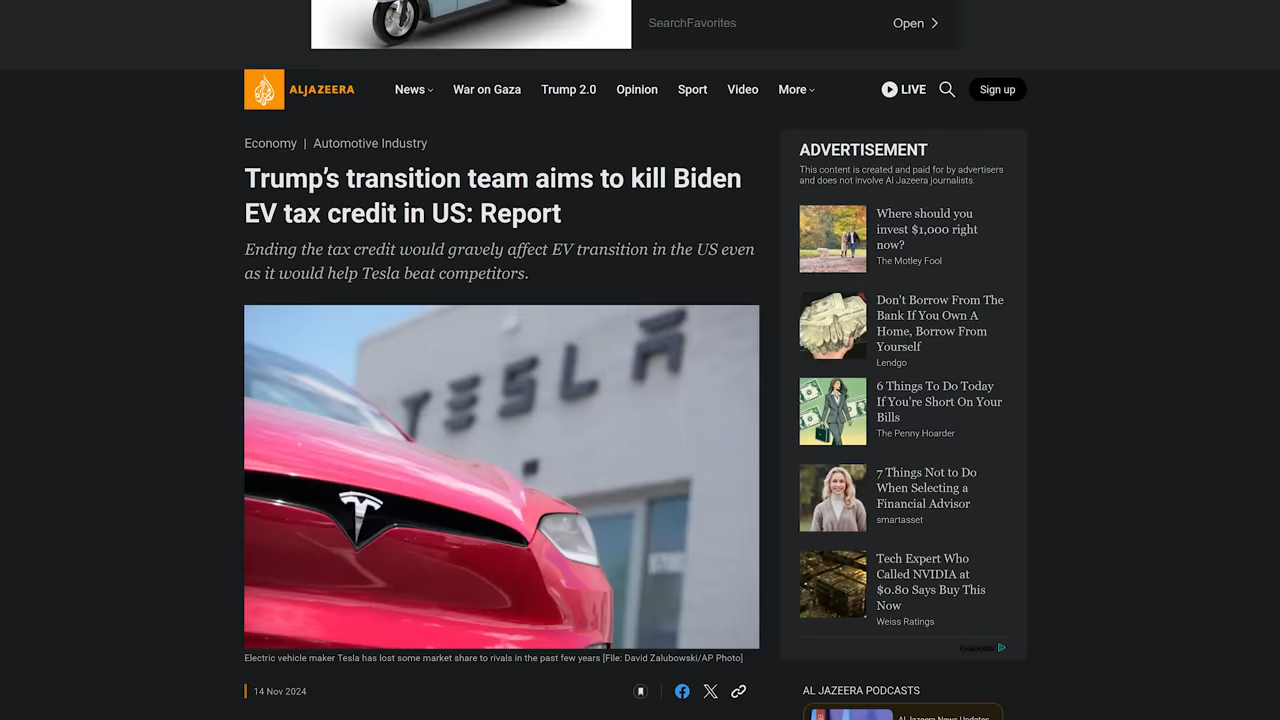 SearchFavorites
Open
ALJAZEERA
News
War on Gaza
Trump 2.0
Opinion
Sport
Video
More
LIVE
Sign up
Economy | Automotive Industry
Trump’s transition team aims to kill Biden
EV tax credit in US: Report
Ending the tax credit would gravely affect EV transition in the US even
as it would help Tesla beat competitors.
TESLA
Electric vehicle maker Tesla has lost some market share to rivals in the past few years [File: David Zalubowski/AP Photo]
14 Nov 2024
ADVERTISEMENT
This content is created and paid for by advertisers
and does not involve Al Jazeera journalists.
Where should you
invest $1,000 right
now?
The Motley Fool
Don't Borrow From The
Bank If You Own A
Home, Borrow From
Yourself
Lendgo
6 Things To Do Today
If You're Short On Your
Bills
The Penny Hoarder
7 Things Not to Do
When Selecting a
Financial Advisor
smartasset
Tech Expert Who
Called NVIDIA at
$0.80 Says Buy This
Now
Weiss Ratings
AL JAZEERA PODCASTS
Al Jazeera News Updates